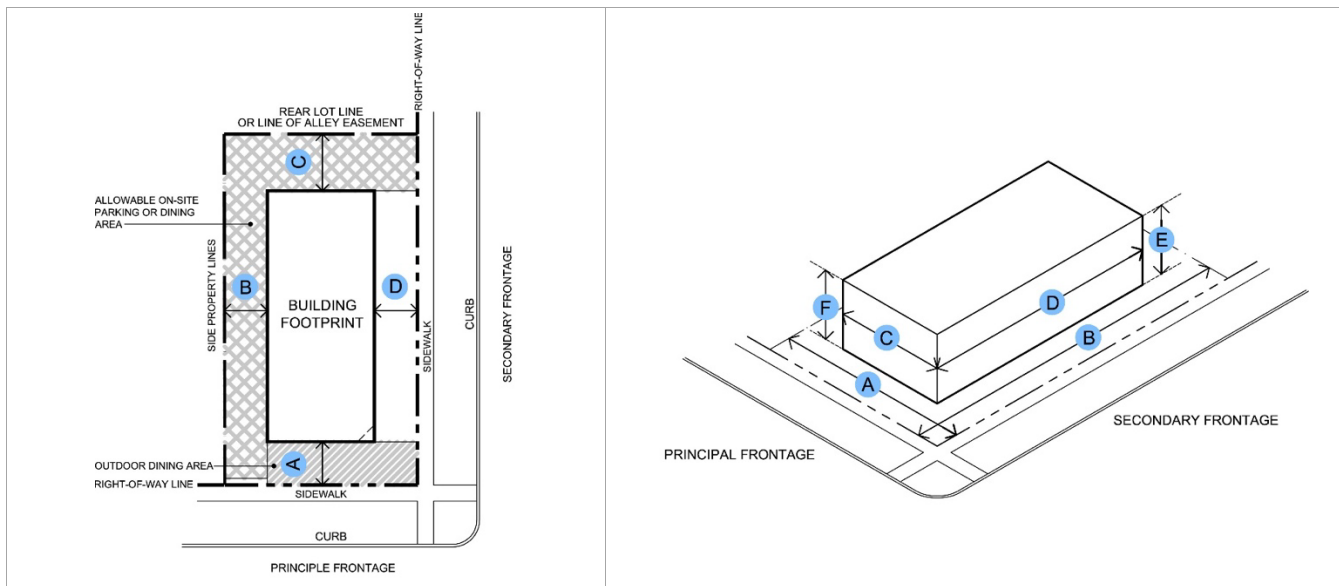 RIGHT-OF-WAY LINE
REAR LOT LINE
OR LINE OF ALLEY EASEMENT
C
ALLOWABLE ON-SITE
PARKING OR DINING
AREA
SIDE PROPERTY LINES
B
BUILDING
FOOTPRINT
D
SIDEWALK
CURB
SECONDARY FRONTAGE
OUTDOOR DINING AREA
A
RIGHT-OF-WAY LINE
SIDEWALK
CURB
PRINCIPLE FRONTAGE
E
F
D
C
B
A
SECONDARY FRONTAGE
PRINCIPAL FRONTAGE